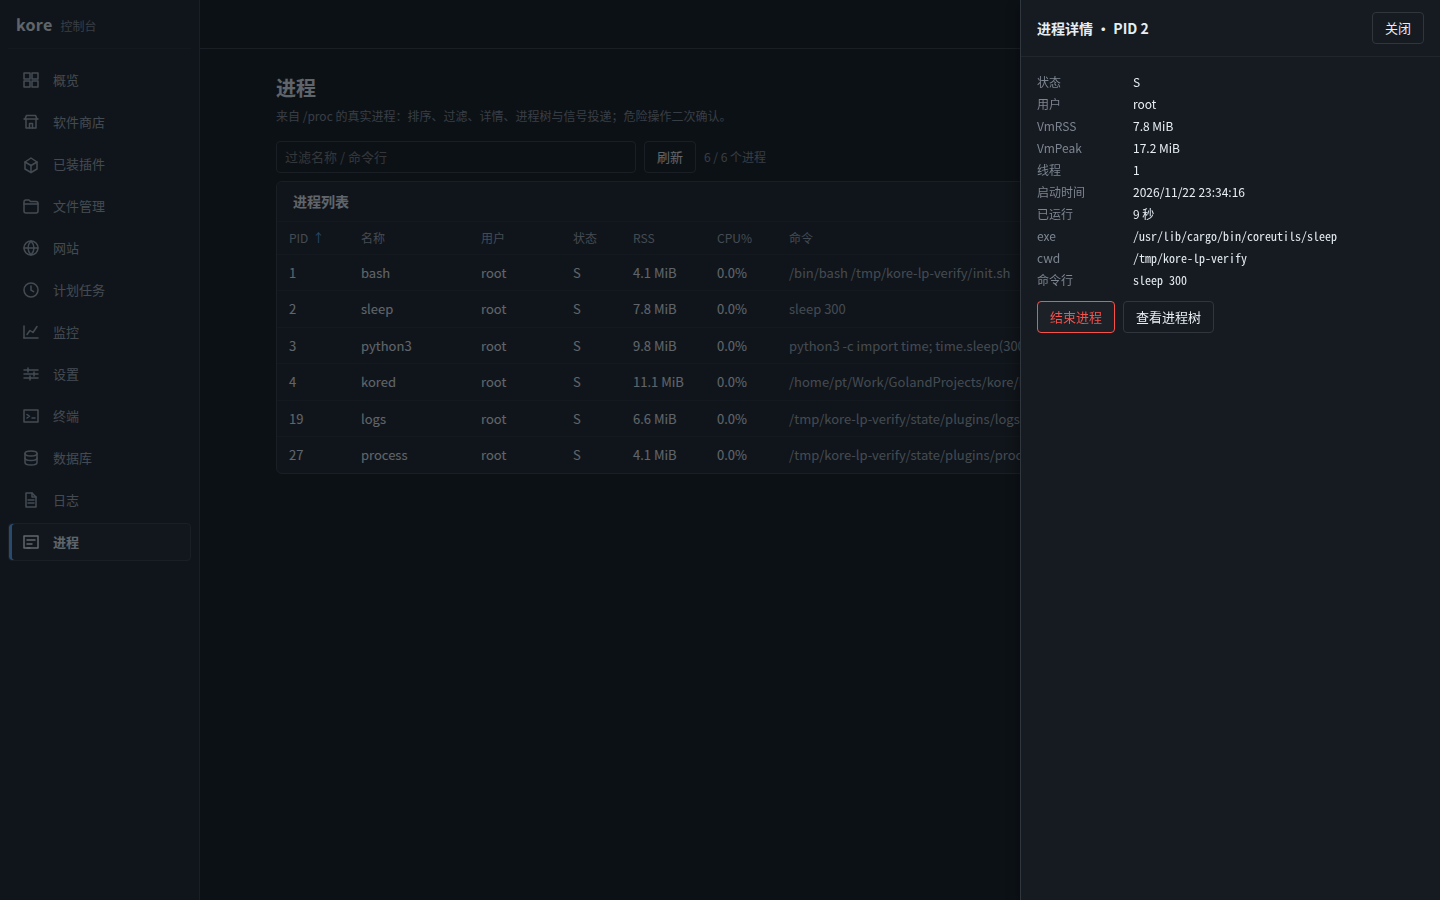 kore 控制台
概览
软件商店
已装插件
文件管理
网站
计划任务
监控
设置
终端
数据库
日志
进程
进程
来自 /proc 的真实进程：排序、过滤、详情、进程树与信号投递；危险操作二次确认。
过滤名称 / 命令行 刷新 6 / 6 个进程
进程列表
PID ↑ 名称 用户 状态 RSS CPU% 命令
1 bash root S 4.1 MiB 0.0% /bin/bash /tmp/kore-lp-verify/init.sh
2 sleep root S 7.8 MiB 0.0% sleep 300
3 python3 root S 9.8 MiB 0.0% python3 -c import time; time.sleep(300
4 kored root S 11.1 MiB 0.0% /home/pt/Work/GolandProjects/kore/
19 logs root S 6.6 MiB 0.0% /tmp/kore-lp-verify/state/plugins/logs
27 process root S 4.1 MiB 0.0% /tmp/kore-lp-verify/state/plugins/proc
进程详情 · PID 2 关闭
状态 S
用户 root
VmRSS 7.8 MiB
VmPeak 17.2 MiB
线程 1
启动时间 2026/11/22 23:34:16
已运行 9 秒
exe /usr/lib/cargo/bin/coreutils/sleep
cwd /tmp/kore-lp-verify
命令行 sleep 300
结束进程 查看进程树